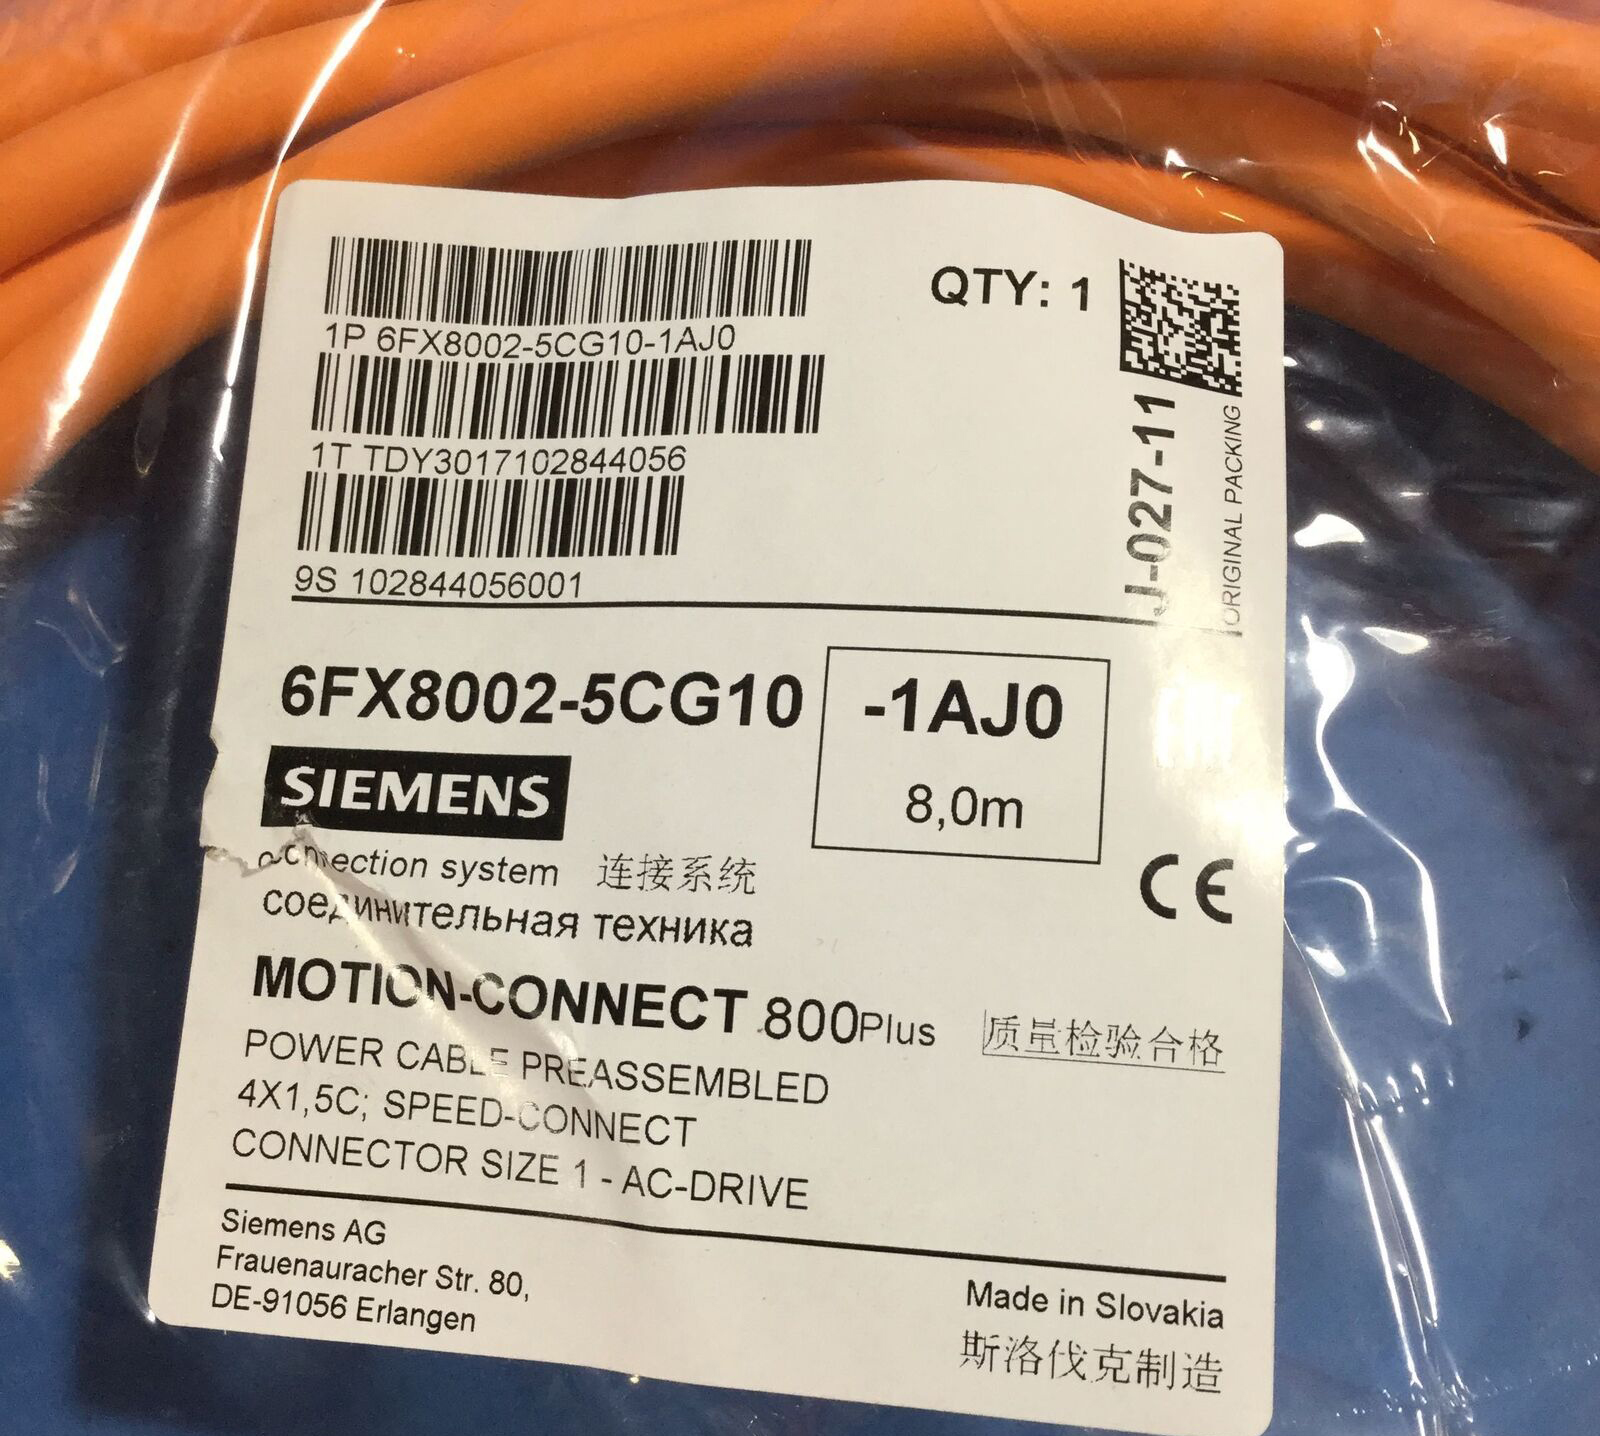 1P 6FX8002-5CG10-1AJ0
QTY: 1
1T TDY3017102844056
9S 102844056001
J-027-11
ORIGINAL PACKING
6FX8002-5CG10
-1AJ0
8,0m
SIEMENS
connection system 连接系统
соединительная техника
CE
MOTION-CONNECT 800Plus
质量检验合格
POWER CABLE PREASSEMBLED
4X1,5C; SPEED-CONNECT
CONNECTOR SIZE 1 - AC-DRIVE
Siemens AG
Frauenauracher Str. 80,
DE-91056 Erlangen
Made in Slovakia
斯洛伐克制造